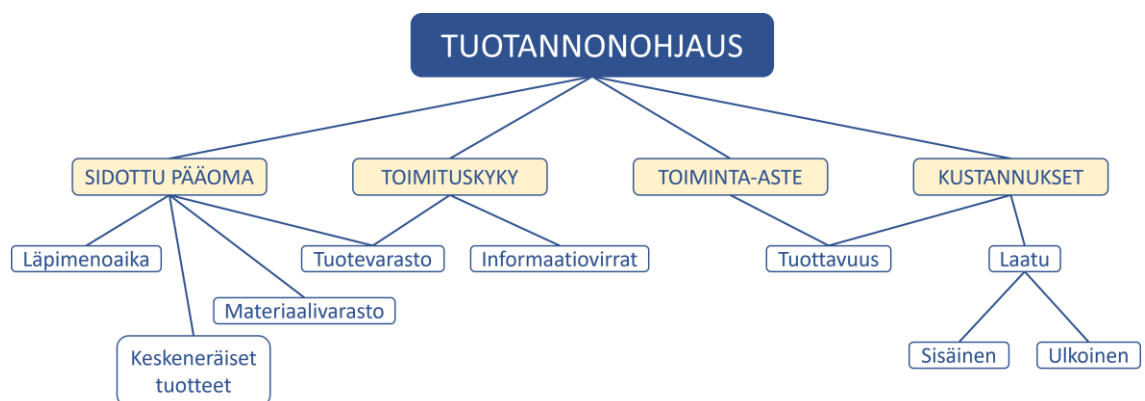 TUOTANNONOHJAUS
SIDOTTU PÄÄOMA
TOIMITUSKYKY
TOIMINTA-ASTE
KUSTANNUKSET
Läpimenoaika
Tuotevarasto
Informaatiovirrat
Tuottavuus
Laatu
Materiaalivarasto
Keskeneräiset
tuotteet
Sisäinen
Ulkoinen